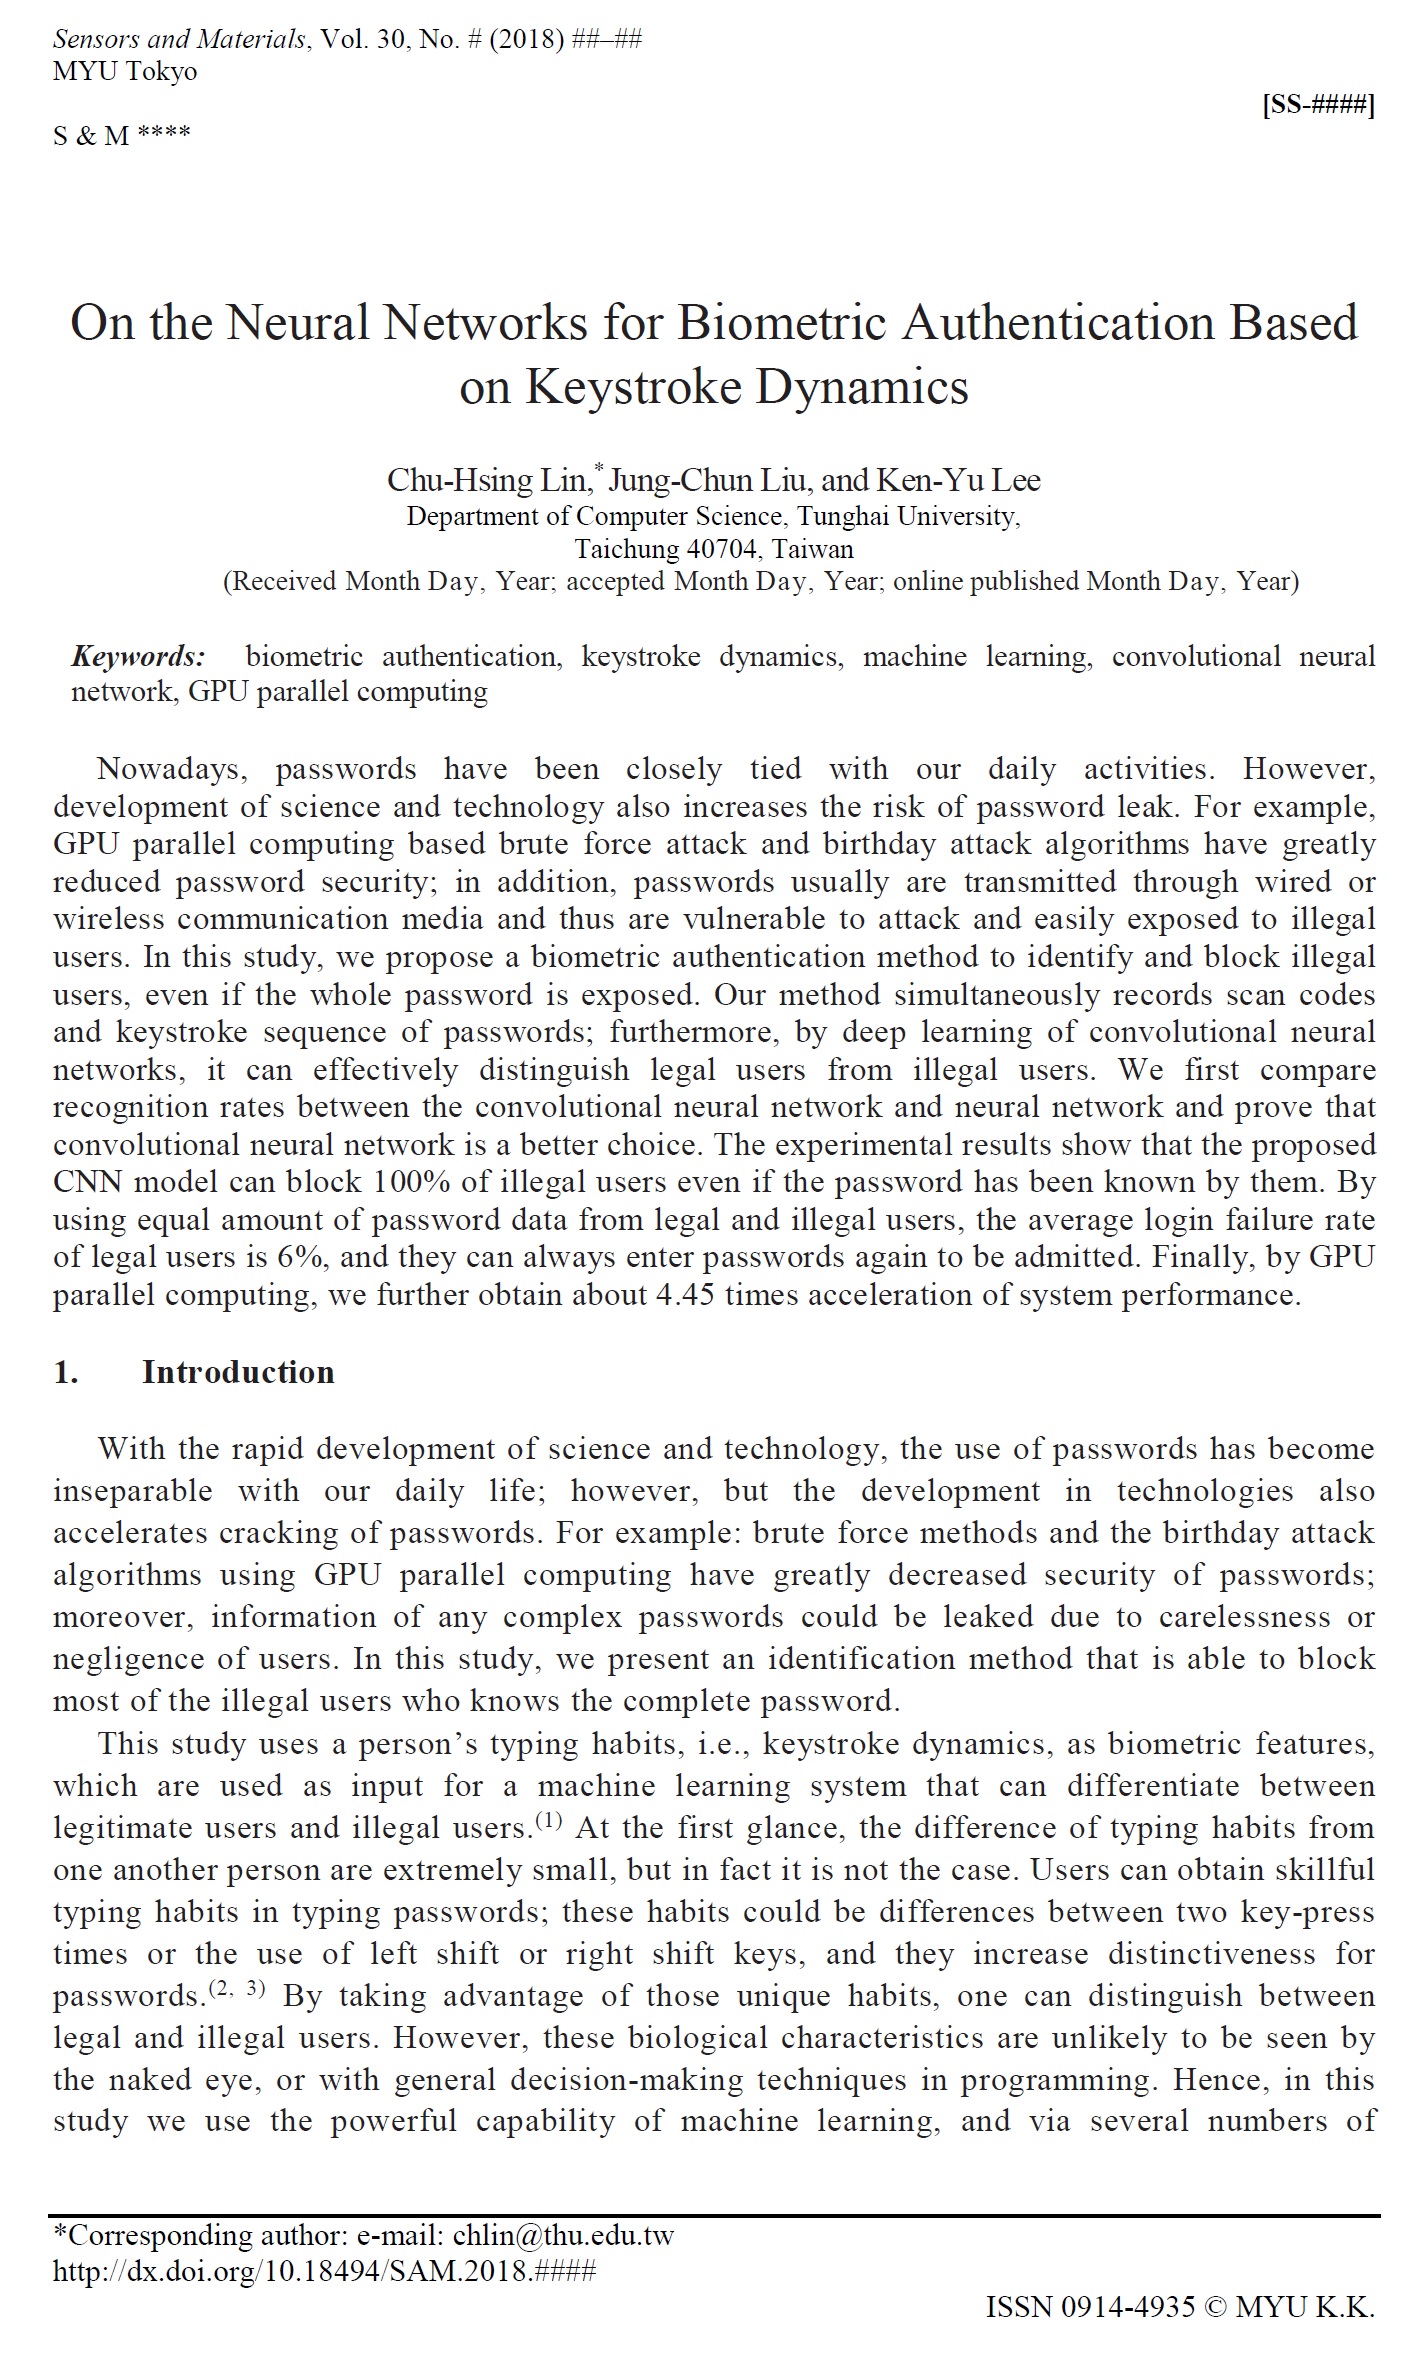 Sensors and Materials, Vol. 30, No. # (2018) ##–##
MYU Tokyo
[SS-####]
S & M ****
On the Neural Networks for Biometric Authentication Based
on Keystroke Dynamics
Chu-Hsing Lin,* Jung-Chun Liu, and Ken-Yu Lee
Department of Computer Science, Tunghai University,
Taichung 40704, Taiwan
(Received Month Day, Year; accepted Month Day, Year; online published Month Day, Year)
Keywords: biometric authentication, keystroke dynamics, machine learning, convolutional neural
network, GPU parallel computing
Nowadays, passwords have been closely tied with our daily activities. However,
development of science and technology also increases the risk of password leak. For example,
GPU parallel computing based brute force attack and birthday attack algorithms have greatly
reduced password security; in addition, passwords usually are transmitted through wired or
wireless communication media and thus are vulnerable to attack and easily exposed to illegal
users. In this study, we propose a biometric authentication method to identify and block illegal
users, even if the whole password is exposed. Our method simultaneously records scan codes
and keystroke sequence of passwords; furthermore, by deep learning of convolutional neural
networks, it can effectively distinguish legal users from illegal users. We first compare
recognition rates between the convolutional neural network and neural network and prove that
convolutional neural network is a better choice. The experimental results show that the proposed
CNN model can block 100% of illegal users even if the password has been known by them. By
using equal amount of password data from legal and illegal users, the average login failure rate
of legal users is 6%, and they can always enter passwords again to be admitted. Finally, by GPU
parallel computing, we further obtain about 4.45 times acceleration of system performance.
1. Introduction
With the rapid development of science and technology, the use of passwords has become
inseparable with our daily life; however, but the development in technologies also
accelerates cracking of passwords. For example: brute force methods and the birthday attack
algorithms using GPU parallel computing have greatly decreased security of passwords;
moreover, information of any complex passwords could be leaked due to carelessness or
negligence of users. In this study, we present an identification method that is able to block
most of the illegal users who knows the complete password.
This study uses a person’s typing habits, i.e., keystroke dynamics, as biometric features,
which are used as input for a machine learning system that can differentiate between
legitimate users and illegal users.(1) At the first glance, the difference of typing habits from
one another person are extremely small, but in fact it is not the case. Users can obtain skillful
typing habits in typing passwords; these habits could be differences between two key-press
times or the use of left shift or right shift keys, and they increase distinctiveness for
passwords.(2, 3) By taking advantage of those unique habits, one can distinguish between
legal and illegal users. However, these biological characteristics are unlikely to be seen by
the naked eye, or with general decision-making techniques in programming. Hence, in this
study we use the powerful capability of machine learning, and via several numbers of
*Corresponding author: e-mail: chlin@thu.edu.tw
http://dx.doi.org/10.18494/SAM.2018.####
ISSN 0914-4935 © MYU K.K.